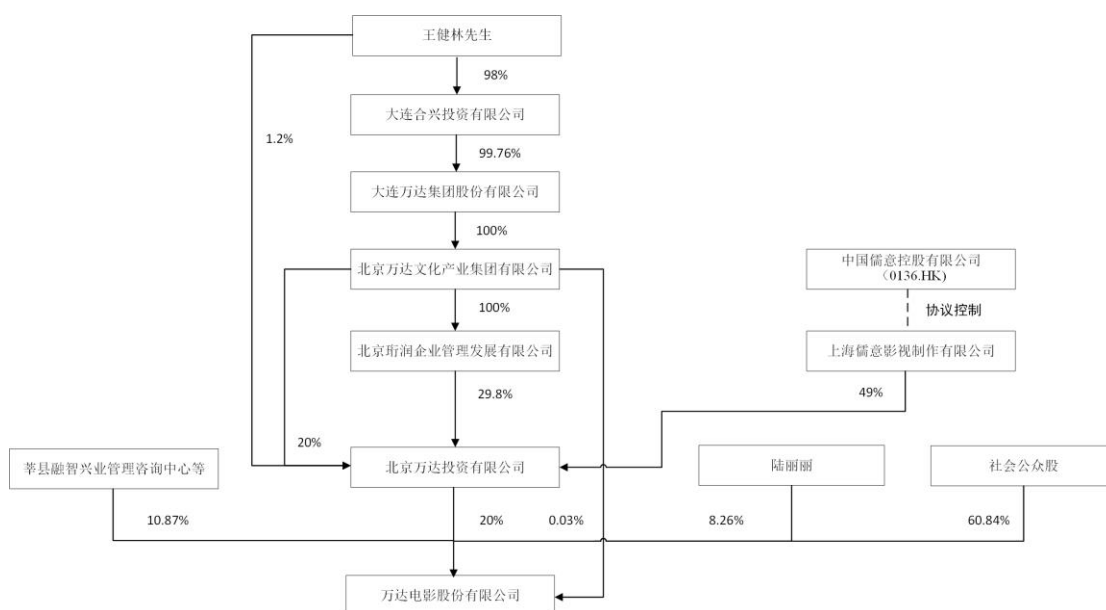 王健林先生
98%
大连合兴投资有限公司
1.2%
99.76%
大连万达集团股份有限公司
100%
北京万达文化产业集团有限公司
中国儒意控股有限公司
（0136.HK)
100%
协议控制
北京珩润企业管理发展有限公司
上海儒意影视制作有限公司
29.8%
49%
20%
莘县融智兴业管理咨询中心等
北京万达投资有限公司
陆丽丽
社会公众股
10.87%
20%
0.03%
8.26%
60.84%
万达电影股份有限公司